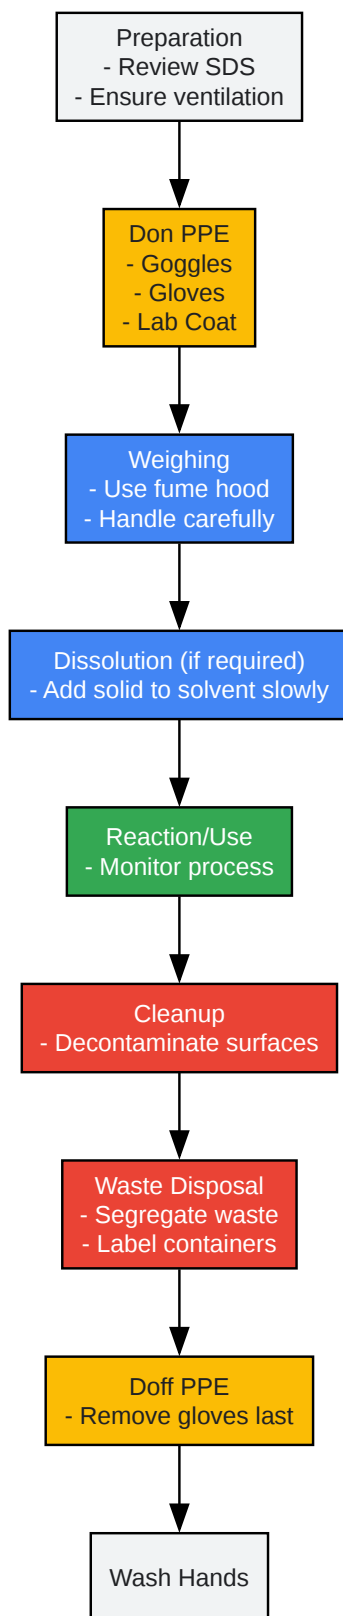 Preparation
- Review SDS
- Ensure ventilation
Don PPE
- Goggles
- Gloves
- Lab Coat
Weighing
- Use fume hood
- Handle carefully
Dissolution (if required)
- Add solid to solvent slowly
Reaction/Use
- Monitor process
Cleanup
- Decontaminate surfaces
Waste Disposal
- Segregate waste
- Label containers
Doff PPE
- Remove gloves last
Wash Hands